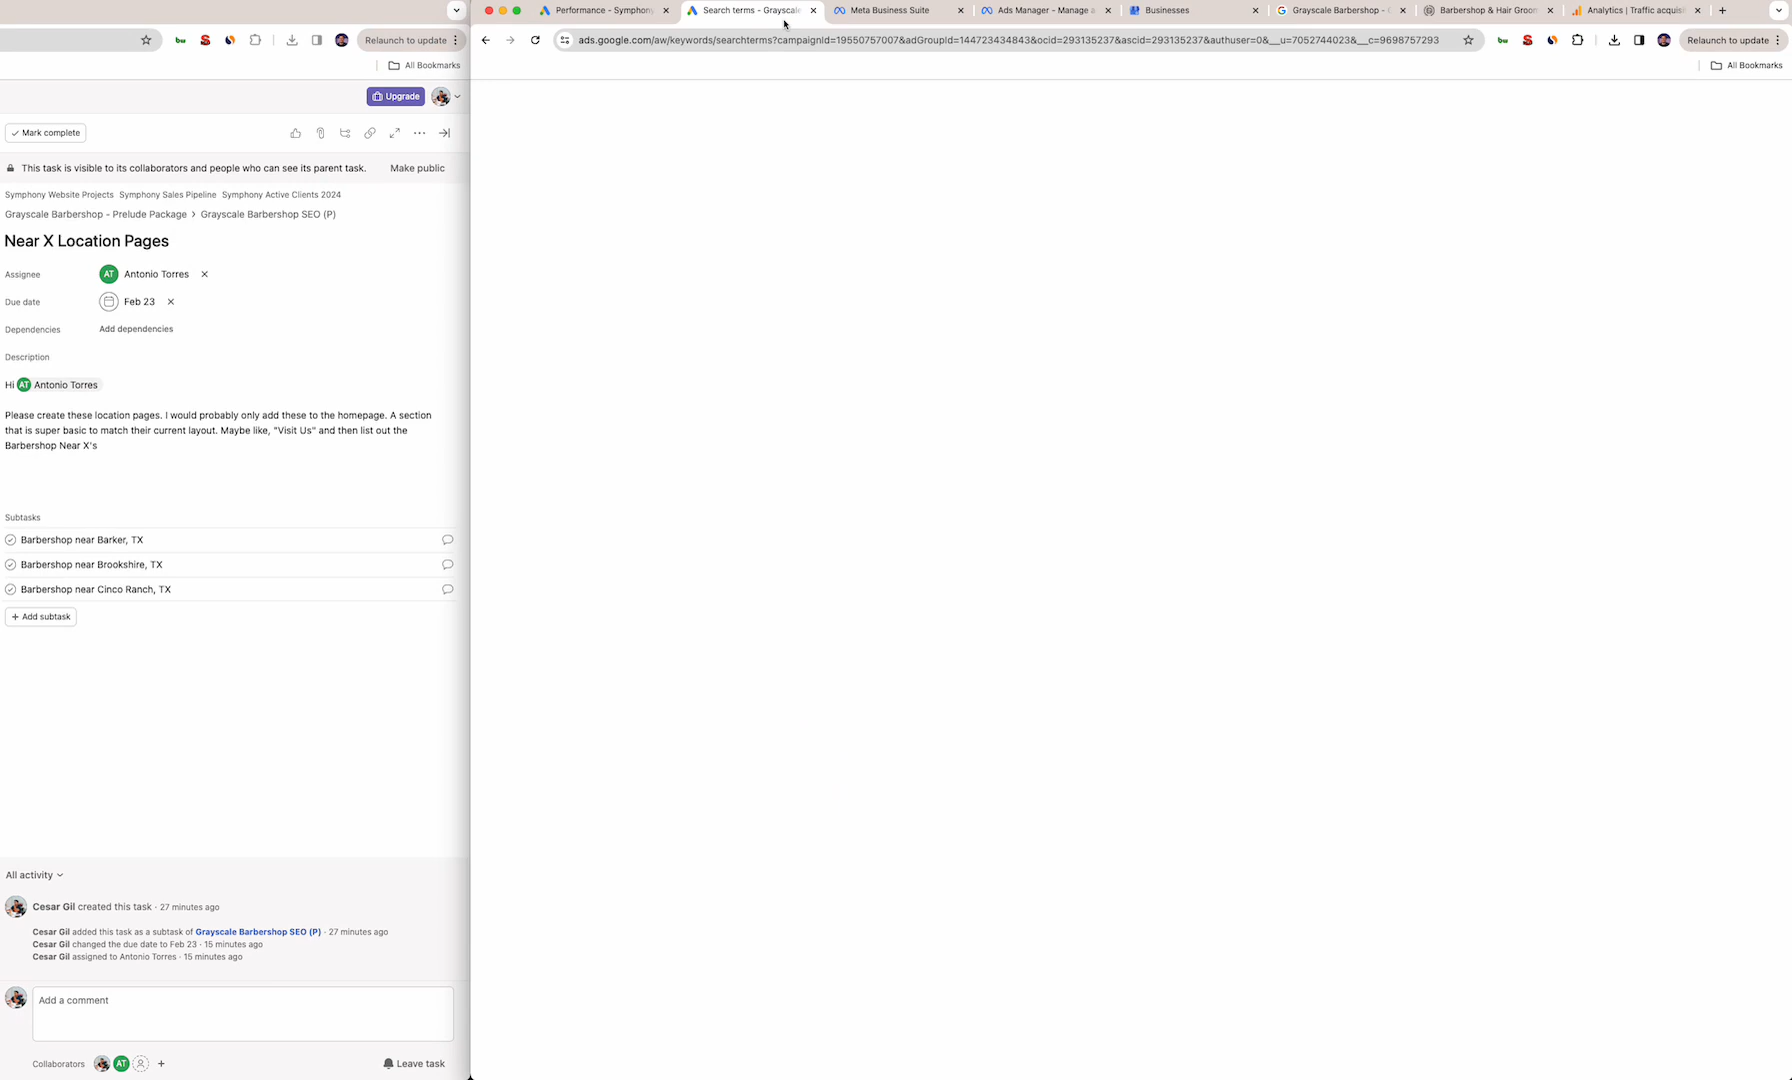 Performance - Symphony
Search terms - Grayscale
Meta Business Suite
Ads Manager - Manage a
Businesses
Grayscale Barbershop - G
Barbershop & Hair Groom
Analytics | Traffic acquisi
Relaunch to update
ads.google.com/aw/keywords/searchterms?campaignId=19550757007&adGroupId=144723434843&ocid=293135237&ascid=293135237&authuser=0&__u=7052744023&__c=9698757293
Relaunch to update
All Bookmarks
All Bookmarks
Upgrade
Mark complete
This task is visible to its collaborators and people who can see its parent task.
Make public
Symphony Website Projects Symphony Sales Pipeline Symphony Active Clients 2024
Grayscale Barbershop - Prelude Package > Grayscale Barbershop SEO (P)
Near X Location Pages
Assignee
AT Antonio Torres
Due date
Feb 23
Dependencies
Add dependencies
Description
Hi AT Antonio Torres
Please create these location pages. I would probably only add these to the homepage. A section
that is super basic to match their current layout. Maybe like, "Visit Us" and then list out the
Barbershop Near X's
Subtasks
Barbershop near Barker, TX
Barbershop near Brookshire, TX
Barbershop near Cinco Ranch, TX
+ Add subtask
All activity
Cesar Gil created this task · 27 minutes ago
Cesar Gil added this task as a subtask of Grayscale Barbershop SEO (P) · 27 minutes ago
Cesar Gil changed the due date to Feb 23 · 15 minutes ago
Cesar Gil assigned to Antonio Torres · 15 minutes ago
Add a comment
Collaborators
AT
Leave task